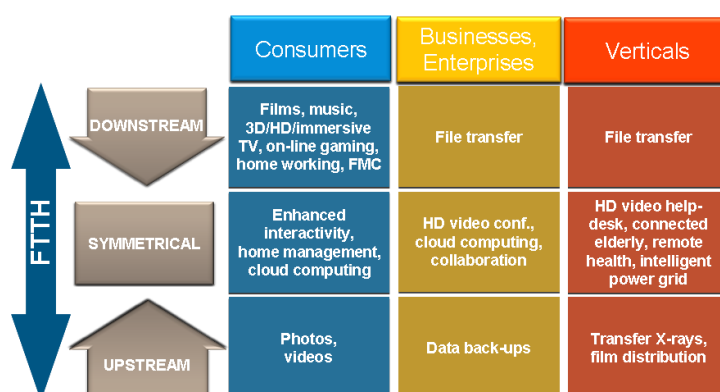 Consumers
Businesses,
Enterprises
Verticals
FTTH
DOWNSTREAM
Films, music,
3D/HD/immersive
TV, on-line gaming,
home working, FMC
File transfer
File transfer
SYMMETRICAL
Enhanced
interactivity,
home management,
cloud computing
HD video conf.,
cloud computing,
collaboration
HD video help-
desk, connected
elderly, remote
health, intelligent
power grid
UPSTREAM
Photos,
videos
Data back-ups
Transfer X-rays,
film distribution